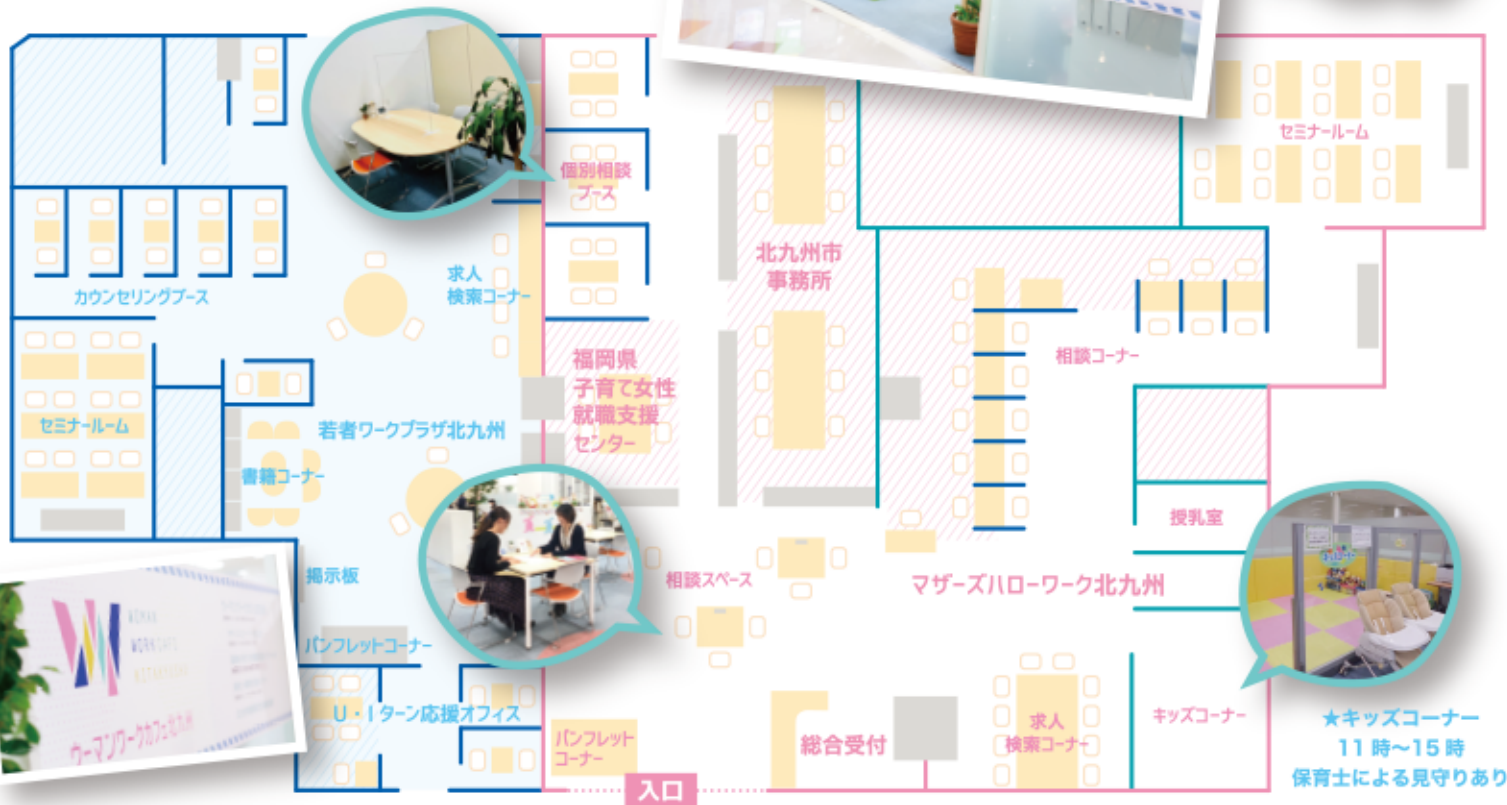 個別相談
ブース
セミナールーム
北九州市
事務所
カウンセリングブース
求人
検索コーナー
相談コーナー
福岡県
子育て女性
就職支援
センター
セミナールーム
若者ワークプラザ北九州
書籍コーナー
授乳室
掲示板
相談スペース
マザーズハローワーク北九州
パンフレットコーナー
WOMAN
WORK CAFE
KITAKYUSHU
ウーマンワークカフェ北九州
U・Iターン応援オフィス
パンフレット
コーナー
総合受付
求人
検索コーナー
キッズコーナー
★キッズコーナー
11時〜15時
保育士による見守りあり
入口